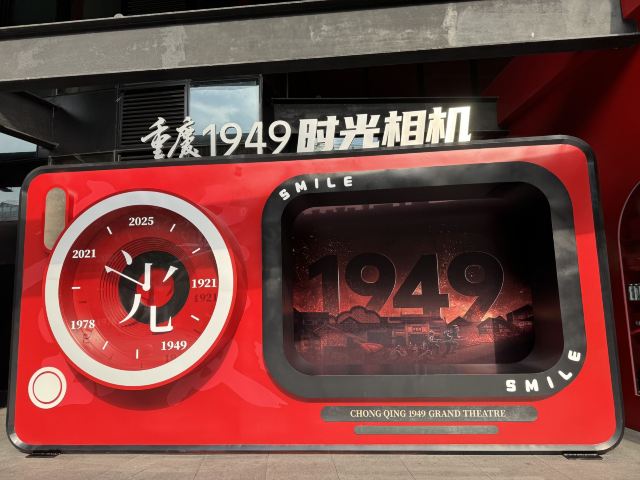 重庆1949时光相机
SMILE
2025
2021
1921
1921
1978
1949
光
1949
SMILE
CHONG QING 1949 GRAND THEATRE